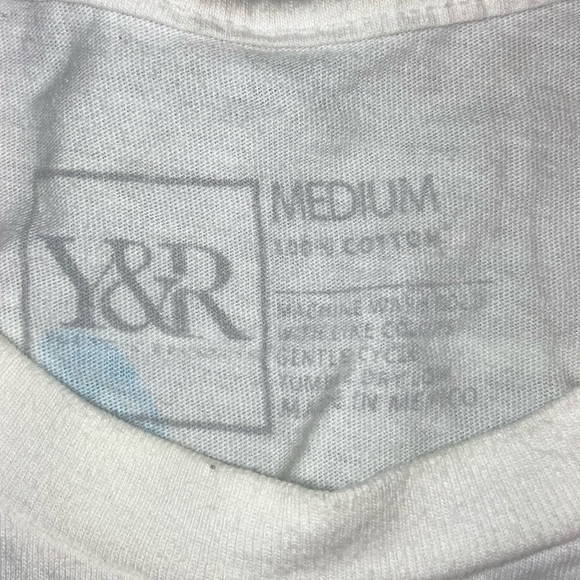 Y&R
MEDIUM
100% COTTON
MACHINE WASH COLD
WITH LIKE COLORS
GENTLE CYCLE
TUMBLE DRY LOW
MADE IN MEXICO